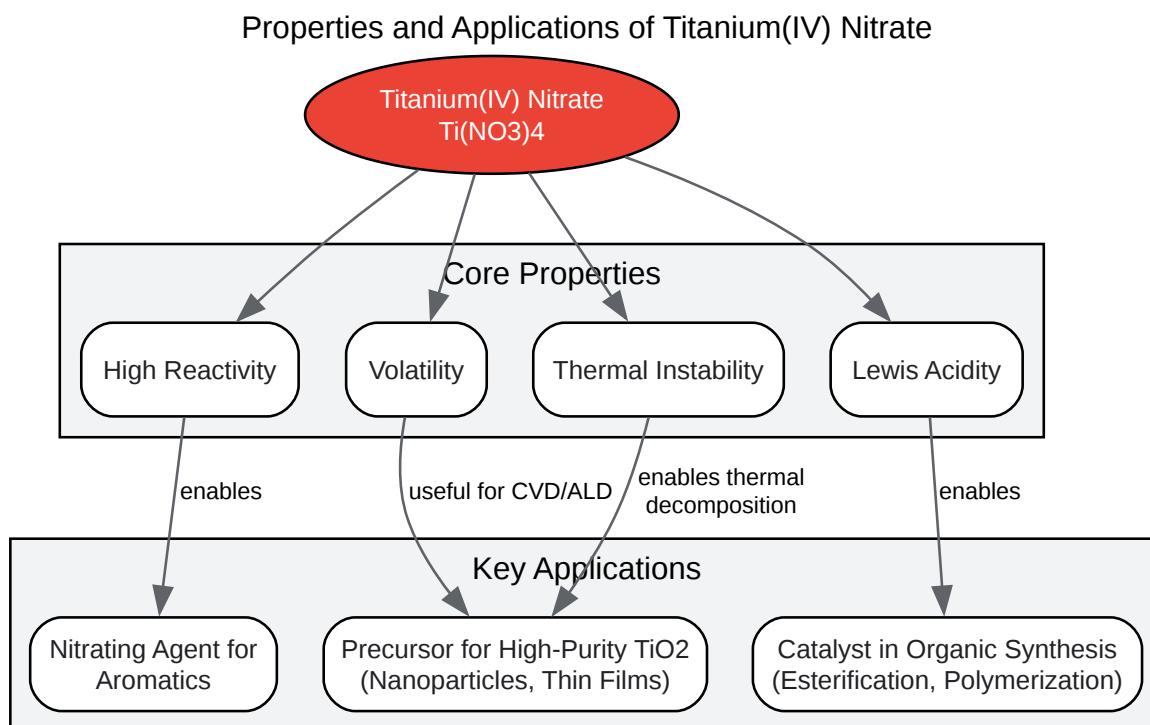 Properties and Applications of Titanium(IV) Nitrate
Titanium(IV) Nitrate
Ti(NO3)4
Core Properties
High Reactivity
Volatility
Thermal Instability
Lewis Acidity
enables
useful for CVD/ALD
enables thermal
decomposition
enables
Key Applications
Nitrating Agent for
Aromatics
Precursor for High-Purity TiO2
(Nanoparticles, Thin Films)
Catalyst in Organic Synthesis
(Esterification, Polymerization)